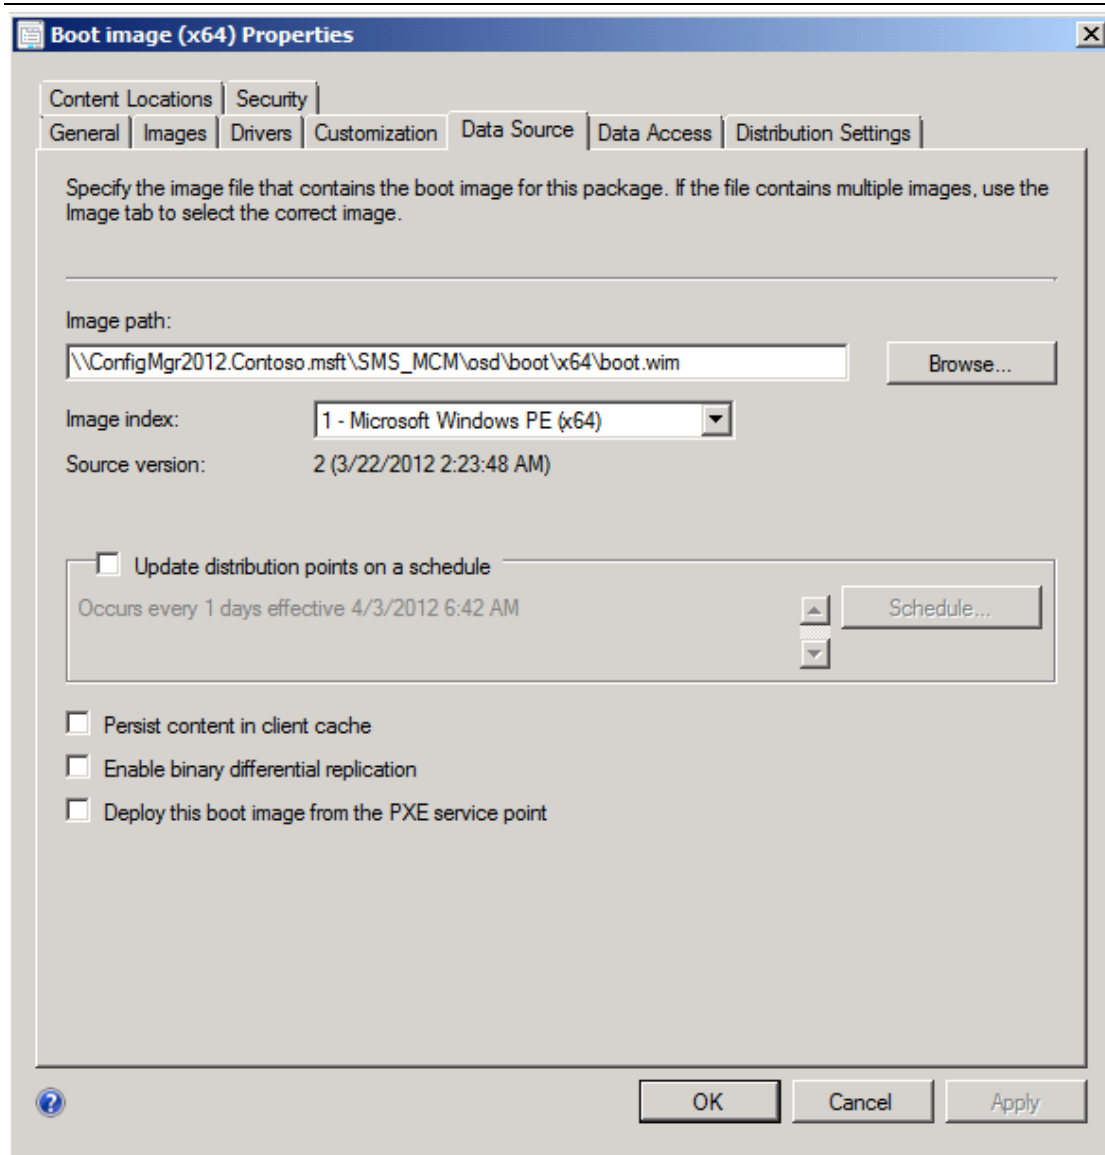 Boot image (x64) Properties
Content Locations Security
General Images Drivers Customization Data Source Data Access Distribution Settings
Specify the image file that contains the boot image for this package. If the file contains multiple images, use the
Image tab to select the correct image.
Image path:
\\ConfigMgr2012.Contoso.msft\SMS_MCM\osd\boot\x64\boot.wim Browse...
Image index: 1 - Microsoft Windows PE (x64)
Source version: 2 (3/22/2012 2:23:48 AM)
Update distribution points on a schedule
Occurs every 1 days effective 4/3/2012 6:42 AM Schedule...
Persist content in client cache
Enable binary differential replication
Deploy this boot image from the PXE service point
OK Cancel Apply